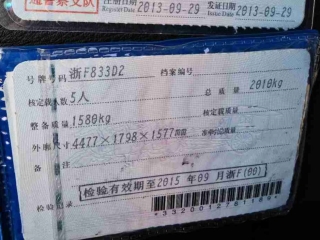 注册日期 2013-09-29 发证日期 2013-09-29
Register Date Issue Date
号牌号码 浙F833D2 档案编号
核定载人数 5人 总质量 2010kg
整备质量 1580kg 核定载质量
外廓尺寸 4477×1798×1577mm 准牵引总质量
备注
检验有效期至2015 年09 月浙F(00)
检验记录